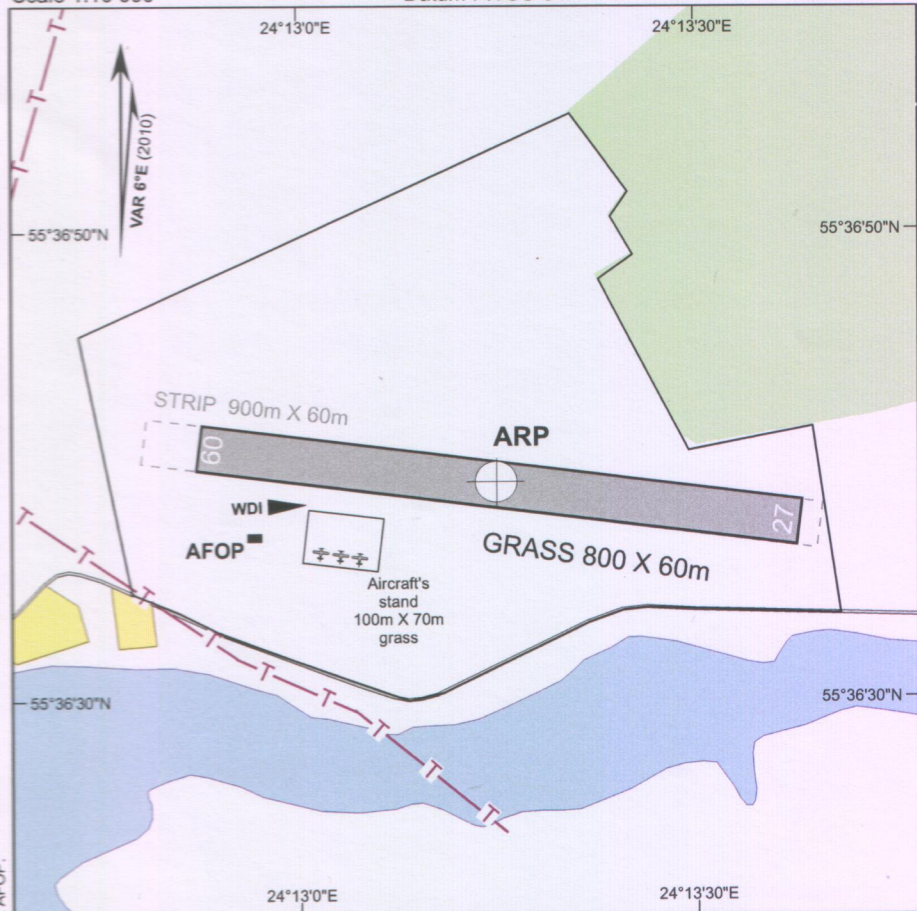 24°13'0"E
24°13'30"E
VAR 6°E (2010)
55°36'50"N
55°36'50"N
STRIP 900m X 60m
ARP
09
27
WDI
AFOP
GRASS 800 X 60m
Aircraft's
stand
100m X 70m
grass
T
T
T
T
T
T
T
T
T
T
T
T
55°36'30"N
55°36'30"N
AFOP.
24°13'0"E
24°13'30"E